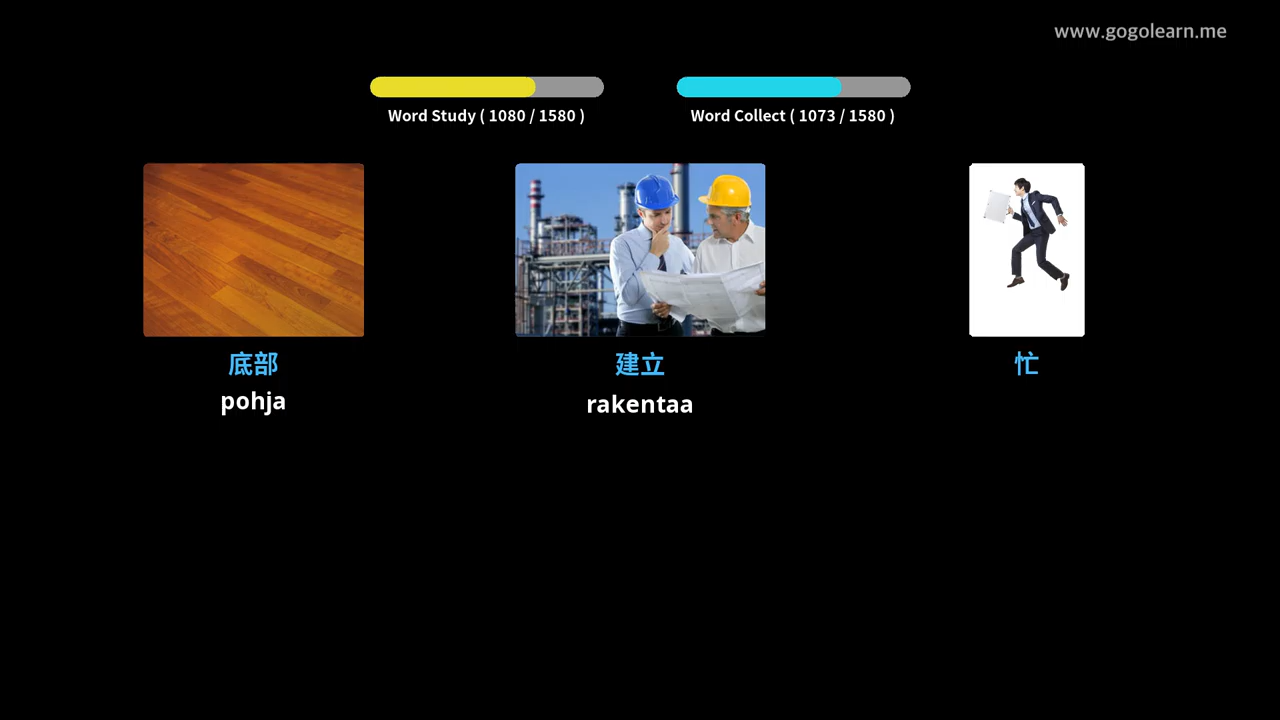 www.gogolearn.me
Word Study ( 1080 / 1580 )
Word Collect ( 1073 / 1580 )
底部
建立
忙
pohja
rakentaa